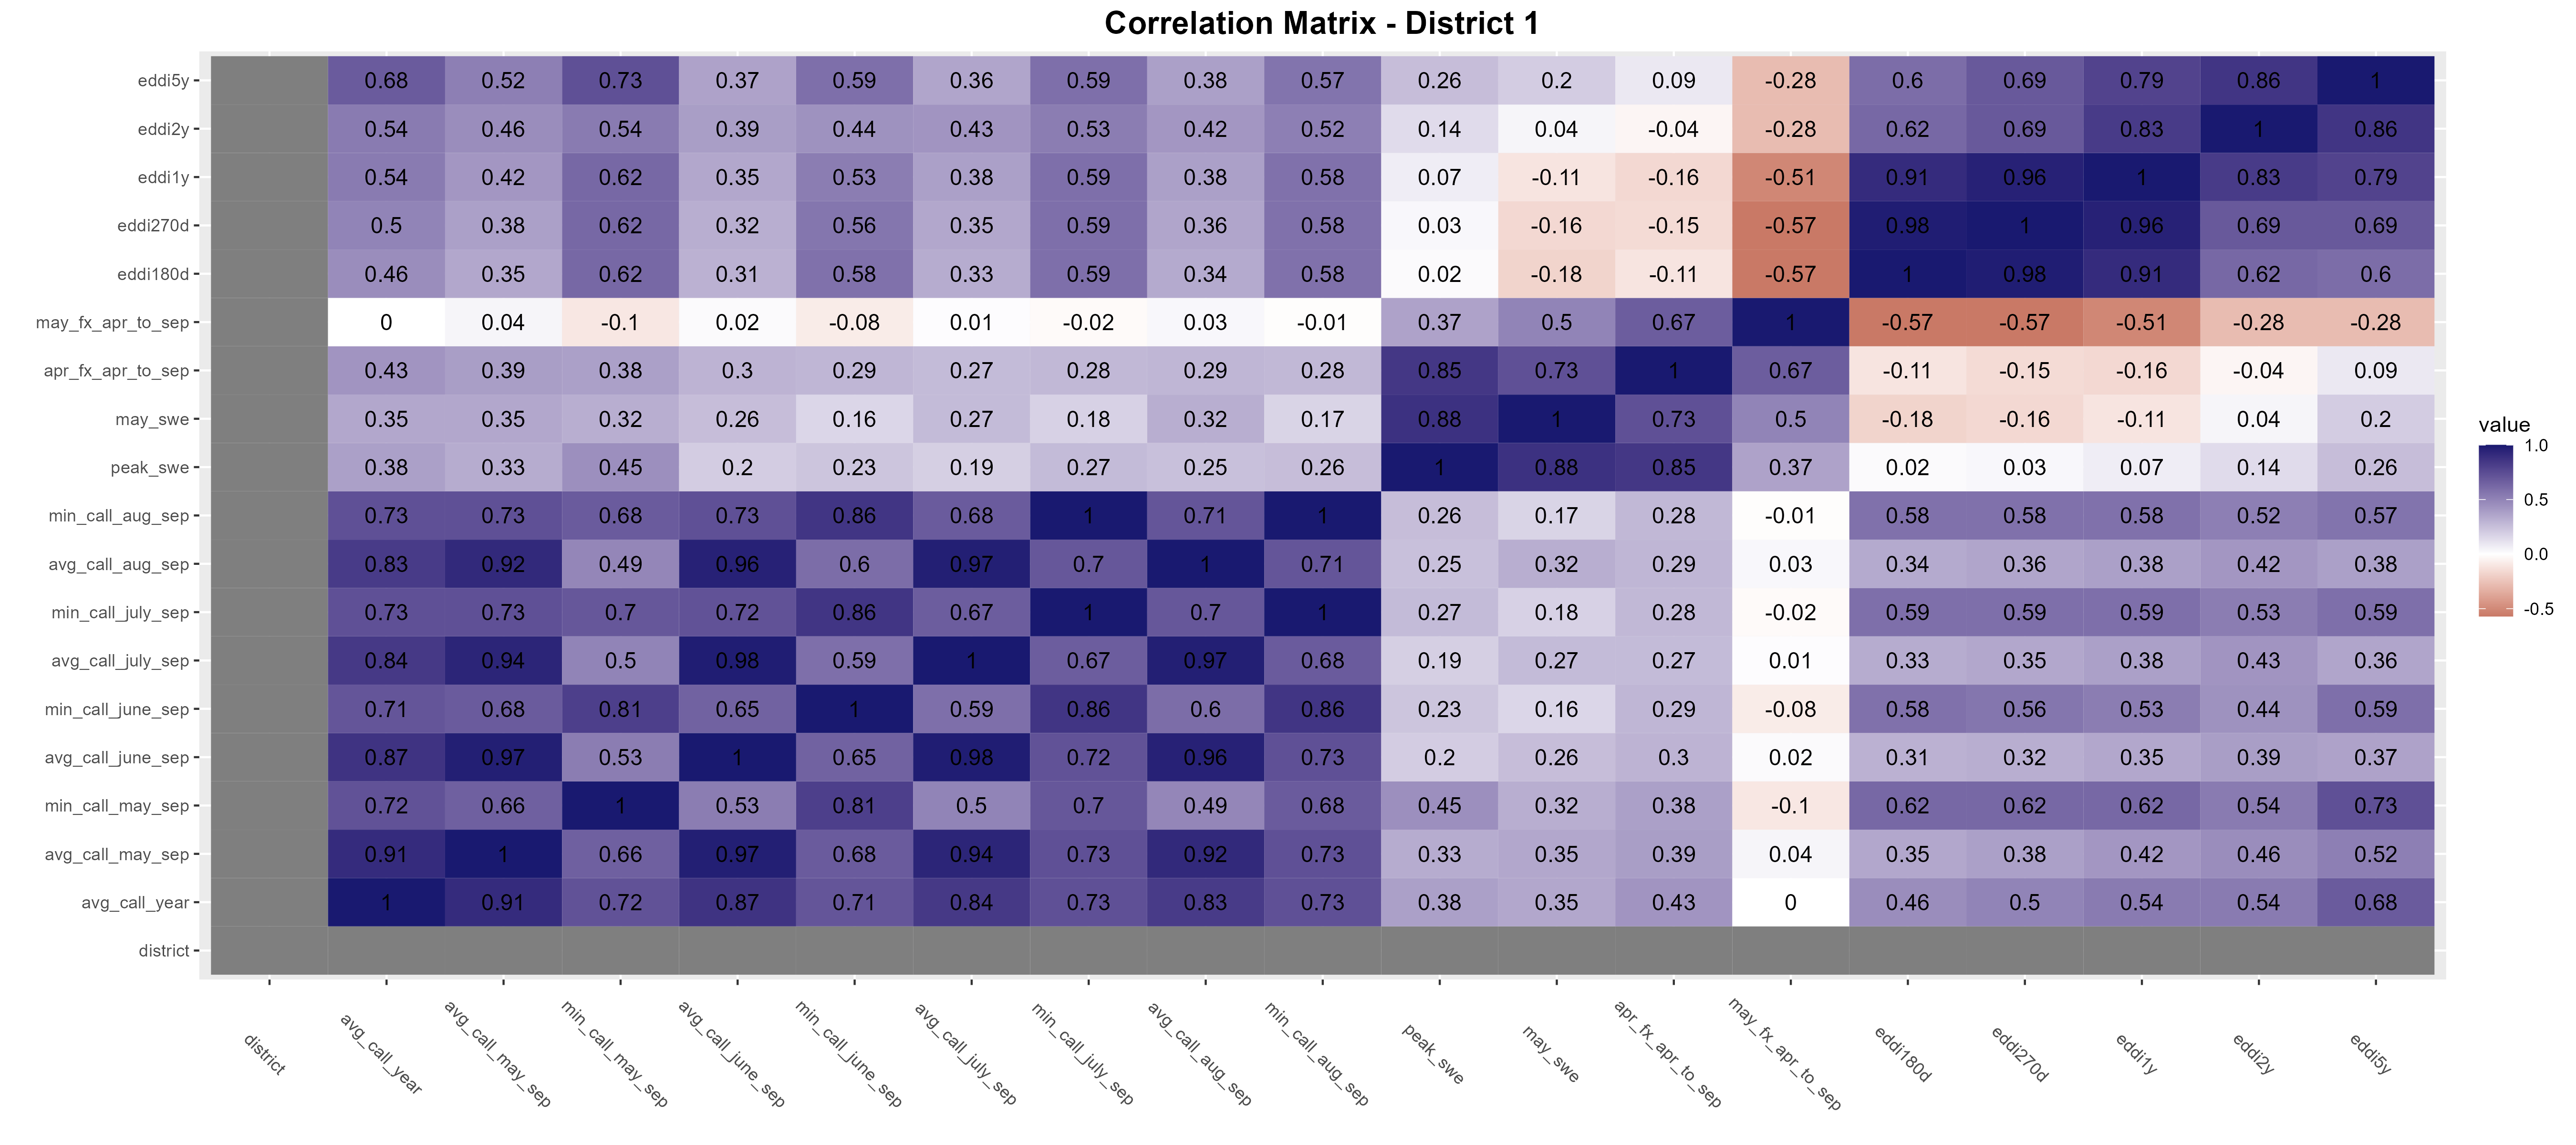 Correlation Matrix - District 1
eddi5y 0.68 0.52 0.73 0.37 0.59 0.36 0.59 0.38 0.57 0.26 0.2 0.09 -0.28 0.6 0.69 0.79 0.86 1
eddi2y 0.54 0.46 0.54 0.39 0.44 0.43 0.53 0.42 0.52 0.14 0.04 -0.04 -0.28 0.62 0.69 0.83 1 0.86
eddi1y 0.54 0.42 0.62 0.35 0.53 0.38 0.59 0.38 0.58 0.07 -0.11 -0.16 -0.51 0.91 0.96 1 0.83 0.79
eddi270d 0.5 0.38 0.62 0.32 0.56 0.35 0.59 0.36 0.58 0.03 -0.16 -0.15 -0.57 0.98 1 0.96 0.69 0.69
eddi180d 0.46 0.35 0.62 0.31 0.58 0.33 0.59 0.34 0.58 0.02 -0.18 -0.11 -0.57 1 0.98 0.91 0.62 0.6
may_fx_apr_to_sep 0 0.04 -0.1 0.02 -0.08 0.01 -0.02 0.03 -0.01 0.37 0.5 0.67 1 -0.57 -0.57 -0.51 -0.28 -0.28
apr_fx_apr_to_sep 0.43 0.39 0.38 0.3 0.29 0.27 0.28 0.29 0.28 0.85 0.73 1 0.67 -0.11 -0.15 -0.16 -0.04 0.09
may_swe 0.35 0.35 0.32 0.26 0.16 0.27 0.18 0.32 0.17 0.88 1 0.73 0.5 -0.18 -0.16 -0.11 0.04 0.2
peak_swe 0.38 0.33 0.45 0.2 0.23 0.19 0.27 0.25 0.26 1 0.88 0.85 0.37 0.02 0.03 0.07 0.14 0.26
min_call_aug_sep 0.73 0.73 0.68 0.73 0.86 0.68 1 0.71 1 0.26 0.17 0.28 -0.01 0.58 0.58 0.58 0.52 0.57
avg_call_aug_sep 0.83 0.92 0.49 0.96 0.6 0.97 0.7 1 0.71 0.25 0.32 0.29 0.03 0.34 0.36 0.38 0.42 0.38
min_call_july_sep 0.73 0.73 0.7 0.72 0.86 0.67 1 0.7 1 0.27 0.18 0.28 -0.02 0.59 0.59 0.59 0.53 0.59
avg_call_july_sep 0.84 0.94 0.5 0.98 0.59 1 0.67 0.97 0.68 0.19 0.27 0.27 0.01 0.33 0.35 0.38 0.43 0.36
min_call_june_sep 0.71 0.68 0.81 0.65 1 0.59 0.86 0.6 0.86 0.23 0.16 0.29 -0.08 0.58 0.56 0.53 0.44 0.59
avg_call_june_sep 0.87 0.97 0.53 1 0.65 0.98 0.72 0.96 0.73 0.2 0.26 0.3 0.02 0.31 0.32 0.35 0.39 0.37
min_call_may_sep 0.72 0.66 1 0.53 0.81 0.5 0.7 0.49 0.68 0.45 0.32 0.38 -0.1 0.62 0.62 0.62 0.54 0.73
avg_call_may_sep 0.91 1 0.66 0.97 0.68 0.94 0.73 0.92 0.73 0.33 0.35 0.39 0.04 0.35 0.38 0.42 0.46 0.52
avg_call_year 1 0.91 0.72 0.87 0.71 0.84 0.73 0.83 0.73 0.38 0.35 0.43 0 0.46 0.5 0.54 0.54 0.68
district
district avg_call_year avg_call_may_sep min_call_may_sep avg_call_june_sep min_call_june_sep avg_call_july_sep min_call_july_sep avg_call_aug_sep min_call_aug_sep peak_swe may_swe apr_fx_apr_to_sep may_fx_apr_to_sep eddi180d eddi270d eddi1y eddi2y eddi5y
value
1.0
0.5
0.0
-0.5